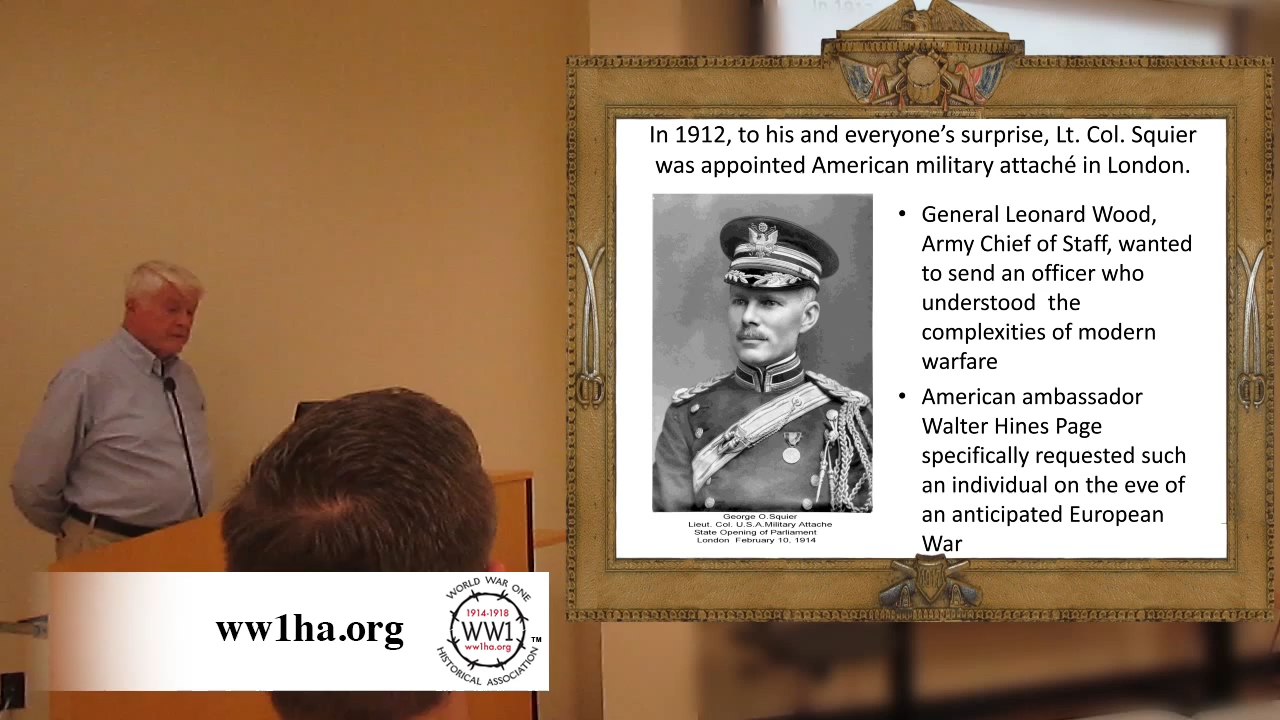 In 1912, to his and everyone’s surprise, Lt. Col. Squier
was appointed American military attaché in London.
• General Leonard Wood,
Army Chief of Staff, wanted
to send an officer who
understood the
complexities of modern
warfare
• American ambassador
Walter Hines Page
specifically requested such
an individual on the eve of
an anticipated European
War
George O.Squier
Lieut. Col. U.S.A.Military Attache
State Opening of Parliament
London February 10, 1914
ww1ha.org
WORLD WAR ONE
1914-1918
WW1
ww1ha.org
HISTORICAL ASSOCIATION
TM